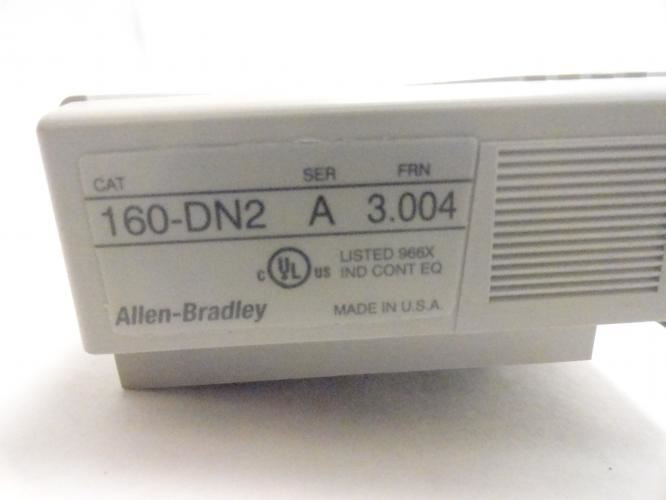 CAT SER FRN
160-DN2 A 3.004
c UL us LISTED 966X
IND CONT EQ
Allen-Bradley MADE IN U.S.A.